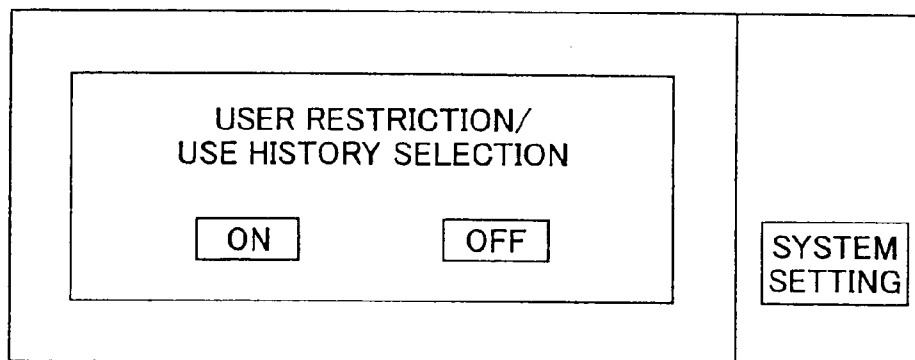 USER RESTRICTION/
USE HISTORY SELECTION
ON OFF
SYSTEM
SETTING